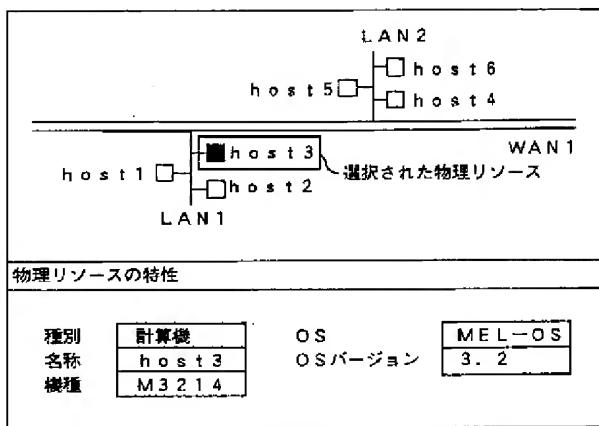 LAN2
host6
host5
host4
WAN1
host3
選択された物理リソース
host1
host2
LAN1
物理リソースの特性
種別 計算機 OS MEL-OS
名称 host3 OSバージョン 3.2
機種 M3214